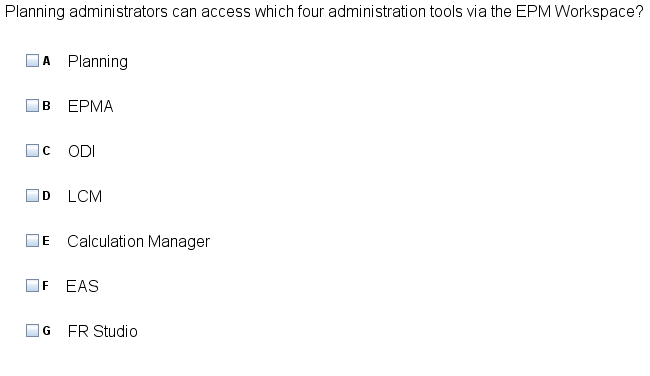 Planning administrators can access which four administration tools via the EPM Workspace?
A Planning
B EPMA
C ODI
D LCM
E Calculation Manager
F EAS
G FR Studio